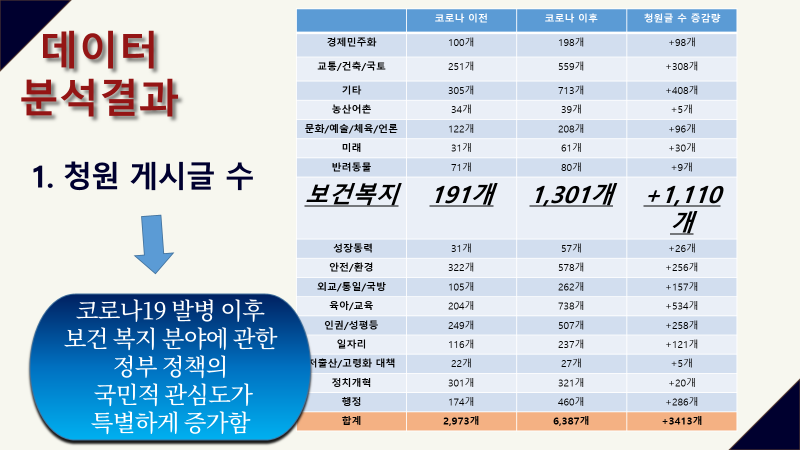 데이터
분석결과
1. 청원 게시글 수
코로나19 발병 이후
보건 복지 분야에 관한
정부 정책의
국민적 관심도가
특별하게 증가함
코로나 이전 코로나 이후 청원글 수 증감량
경제민주화 100개 198개 +98개
교통/건축/국토 251개 559개 +308개
기타 305개 713개 +408개
농산어촌 34개 39개 +5개
문화/예술/체육/언론 122개 208개 +96개
미래 31개 61개 +30개
반려동물 71개 80개 +9개
보건복지 191개 1,301개 +1,110
개
성장동력 31개 57개 +26개
안전/환경 322개 578개 +256개
외교/통일/국방 105개 262개 +157개
육아/교육 204개 738개 +534개
인권/성평등 249개 507개 +258개
일자리 116개 237개 +121개
저출산/고령화 대책 22개 27개 +5개
정치개혁 301개 321개 +20개
행정 174개 460개 +286개
합계 2,973개 6,387개 +3413개